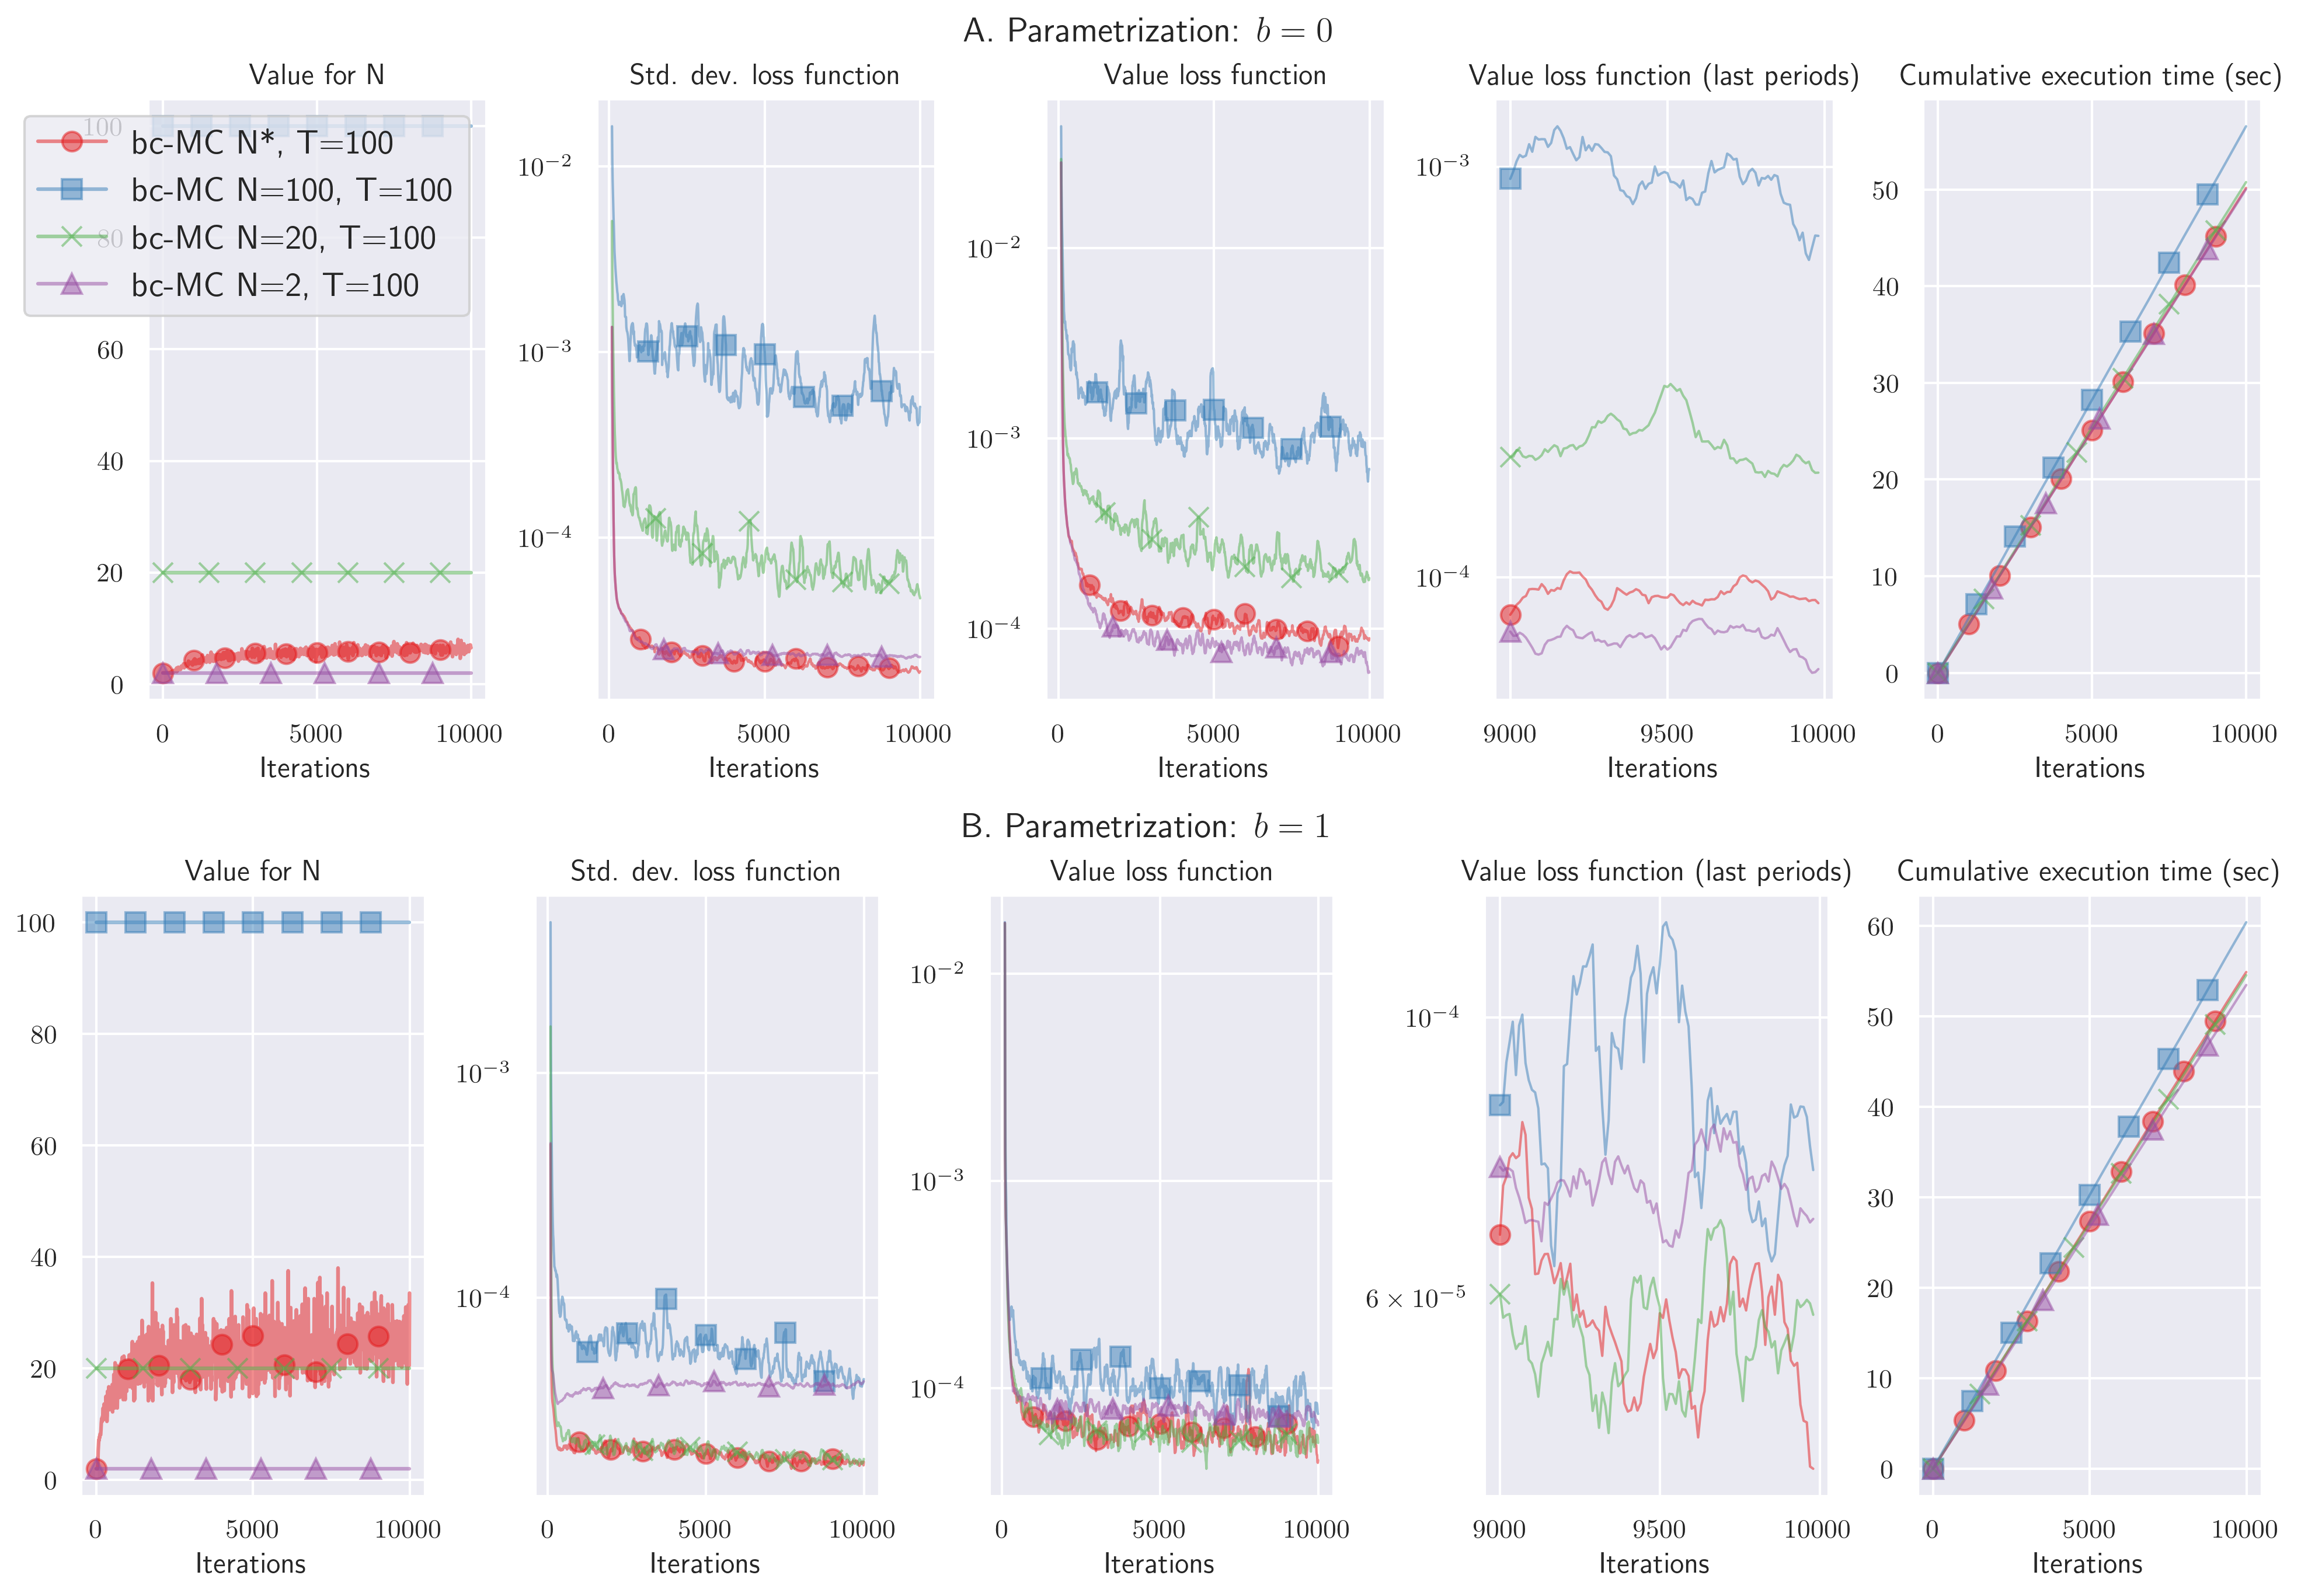 A. Parametrization: b = 0
Value for N
Std. dev. loss function
Value loss function
Value loss function (last periods)
Cumulative execution time (sec)
bc-MC N*, T=100
bc-MC N=100, T=100
bc-MC N=20, T=100
bc-MC N=2, T=100
100
80
60
40
20
0
0 5000 10000
Iterations
10⁻²
10⁻³
10⁻⁴
0 5000 10000
Iterations
10⁻²
10⁻³
10⁻⁴
0 5000 10000
Iterations
10⁻³
10⁻⁴
9000 9500 10000
Iterations
50
40
30
20
10
0
0 5000 10000
Iterations
B. Parametrization: b = 1
Value for N
Std. dev. loss function
Value loss function
Value loss function (last periods)
Cumulative execution time (sec)
100
80
60
40
20
0
0 5000 10000
Iterations
10⁻³
10⁻⁴
0 5000 10000
Iterations
10⁻²
10⁻³
10⁻⁴
0 5000 10000
Iterations
10⁻⁴
6 × 10⁻⁵
9000 9500 10000
Iterations
60
50
40
30
20
10
0
0 5000 10000
Iterations